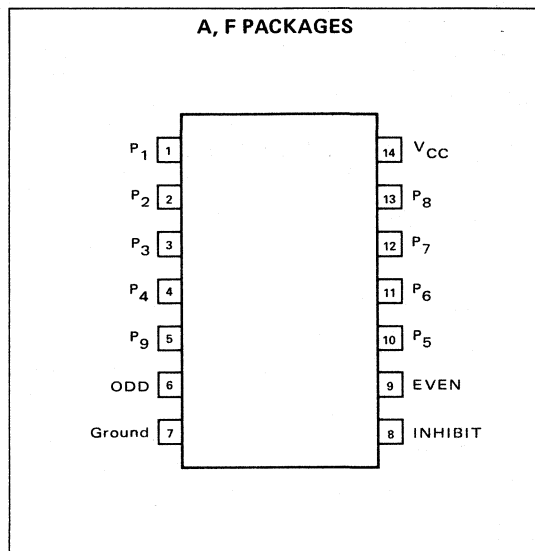 A, F PACKAGES
P1 1 14 VCC
P2 2 13 P8
P3 3 12 P7
P4 4 11 P6
P9 5 10 P5
ODD 6 9 EVEN
Ground 7 8 INHIBIT